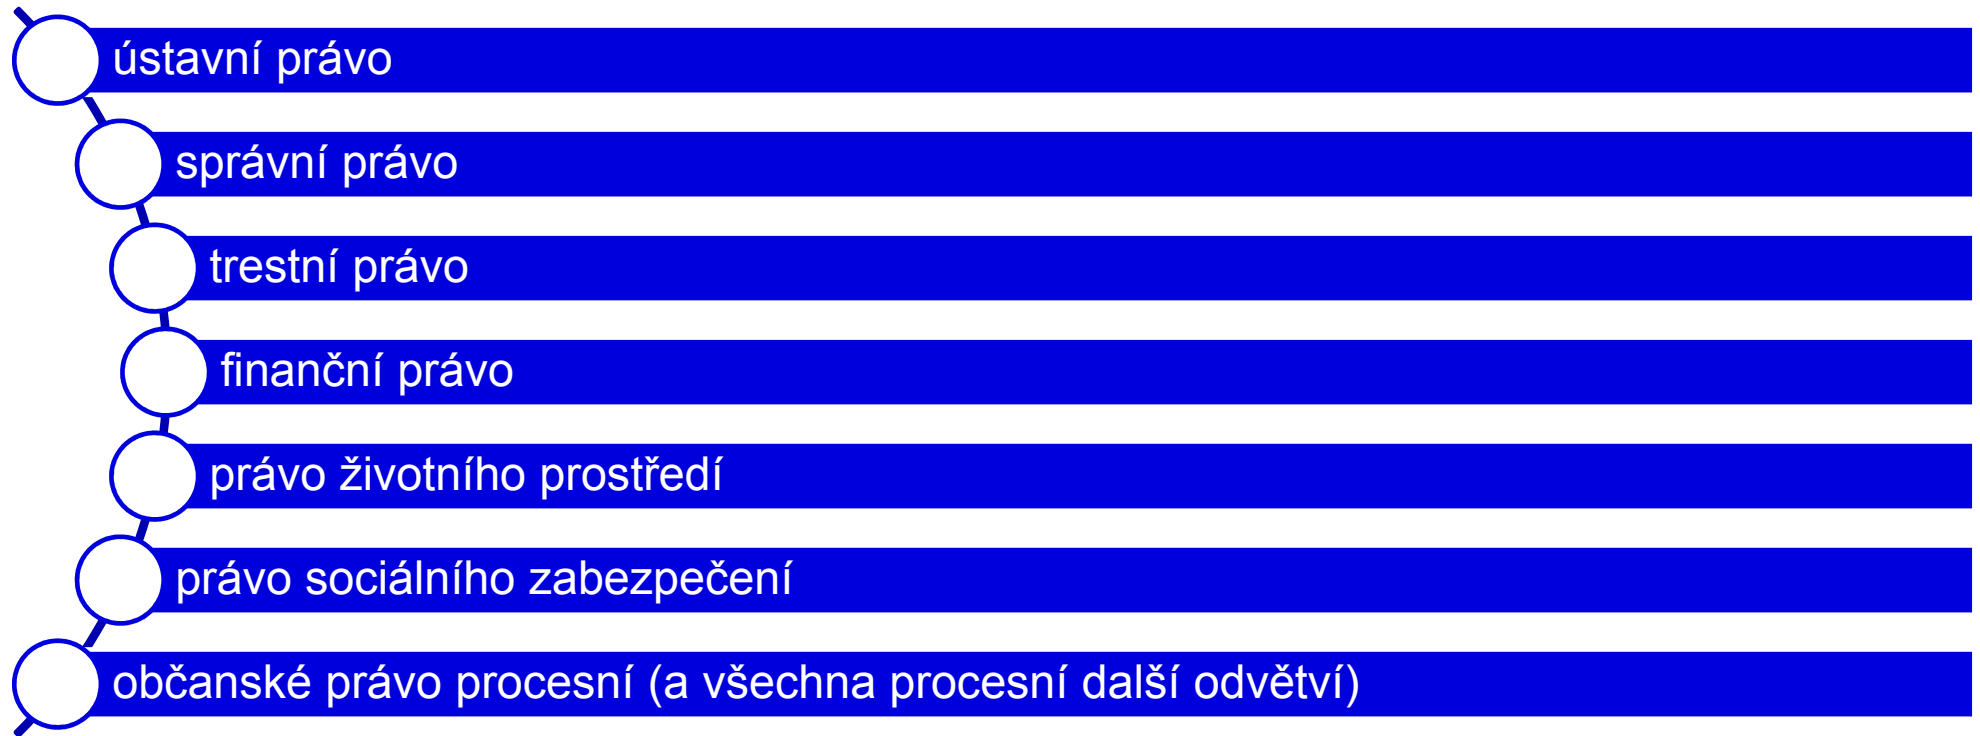 ústavní právo
správní právo
trestní právo
finanční právo
právo životního prostředí
právo sociálního zabezpečení
občanské právo procesní (a všechna procesní další odvětví)